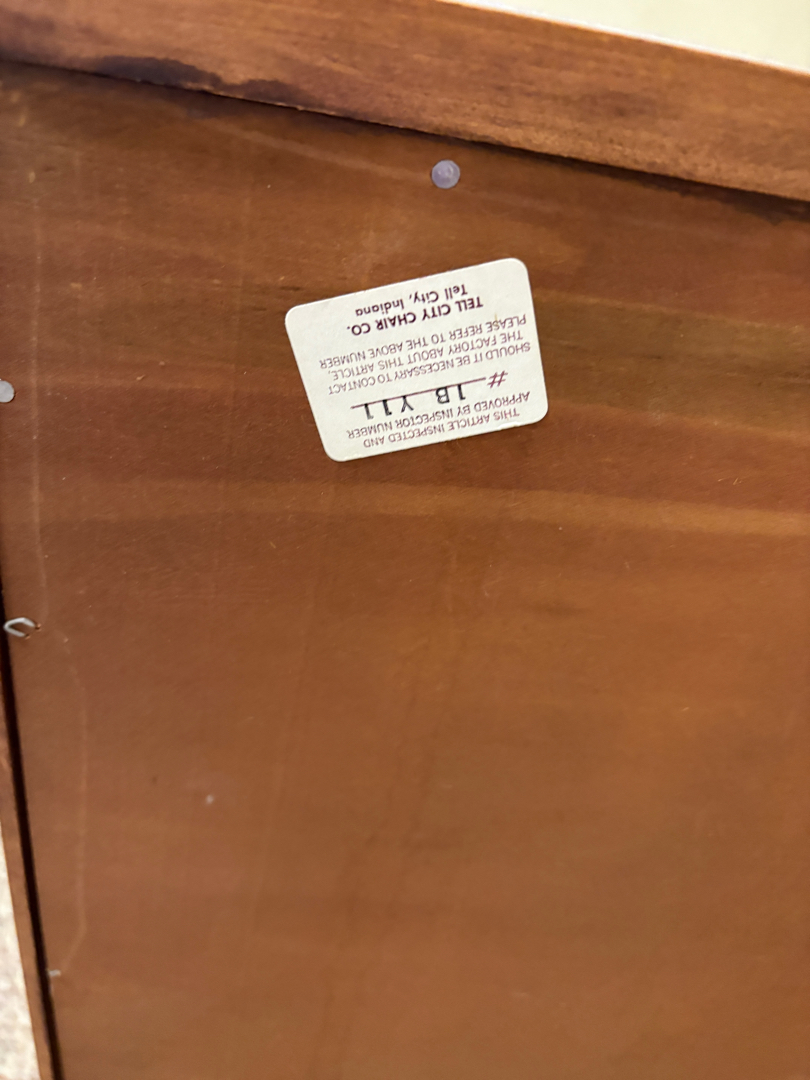 THIS ARTICLE INSPECTED AND
APPROVED BY INSPECTOR NUMBER
# 1B Y11
SHOULD IT BE NECESSARY TO CONTACT
THE FACTORY ABOUT THIS ARTICLE,
PLEASE REFER TO THE ABOVE NUMBER
TELL CITY CHAIR CO.
Tell City, Indiana